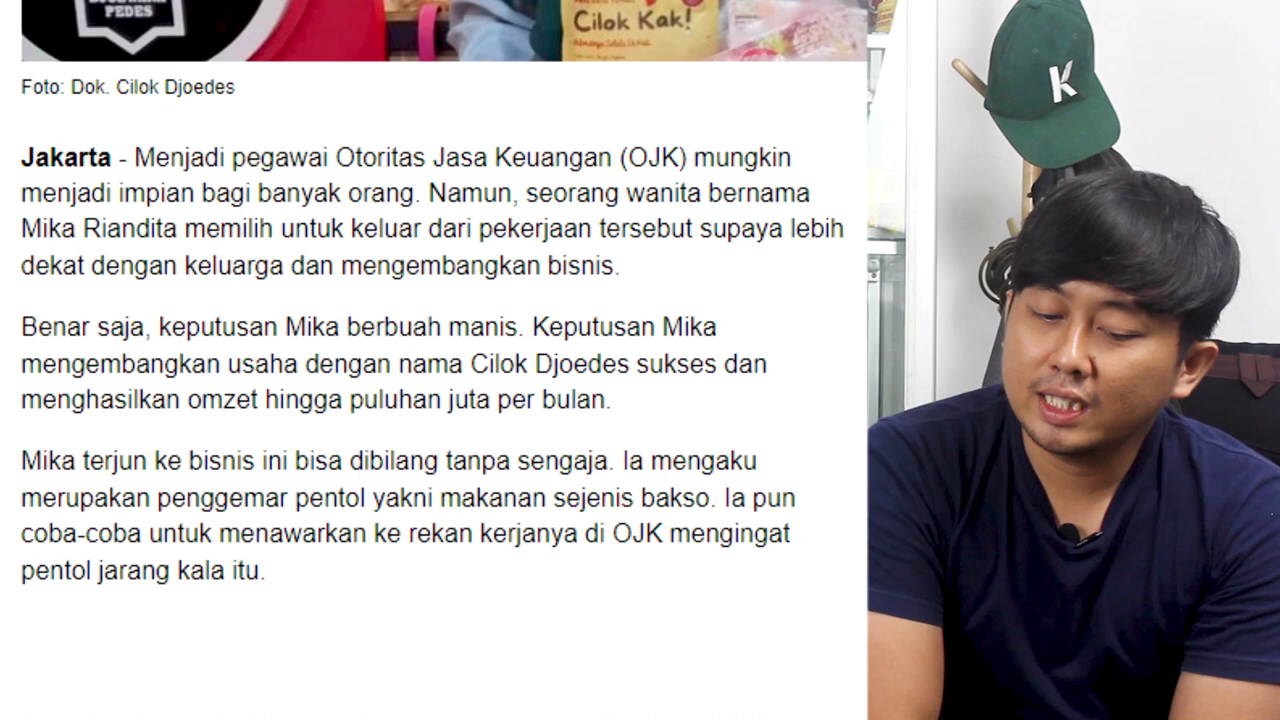 PEDES
Cilok Kak!
Foto: Dok. Cilok Djoedes
Jakarta - Menjadi pegawai Otoritas Jasa Keuangan (OJK) mungkin
menjadi impian bagi banyak orang. Namun, seorang wanita bernama
Mika Riandita memilih untuk keluar dari pekerjaan tersebut supaya lebih
dekat dengan keluarga dan mengembangkan bisnis.
Benar saja, keputusan Mika berbuah manis. Keputusan Mika
mengembangkan usaha dengan nama Cilok Djoedes sukses dan
menghasilkan omzet hingga puluhan juta per bulan.
Mika terjun ke bisnis ini bisa dibilang tanpa sengaja. Ia mengaku
merupakan penggemar pentol yakni makanan sejenis bakso. Ia pun
coba-coba untuk menawarkan ke rekan kerjanya di OJK mengingat
pentol jarang kala itu.
K